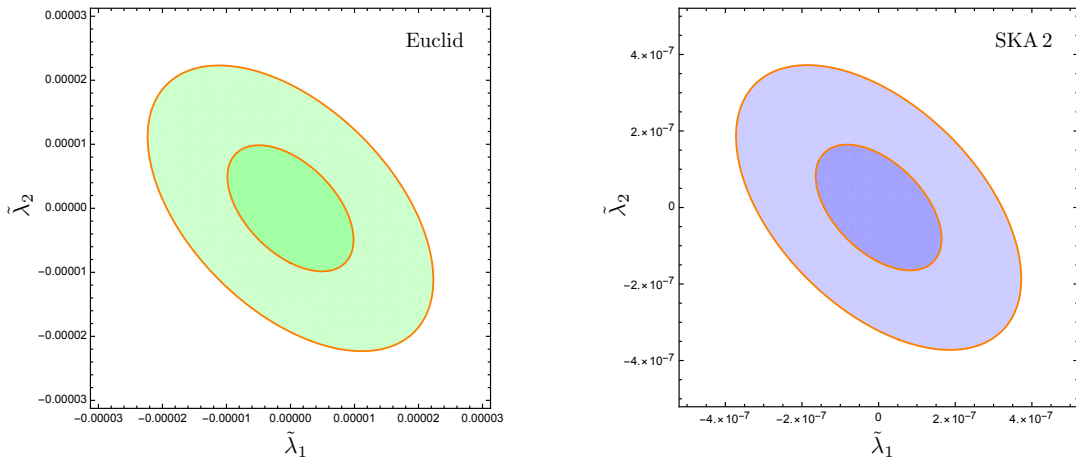 0.00003
0.00002
0.00001
0.00000
−0.00001
−0.00002
−0.00003
λ̃₂
Euclid
−0.00003 −0.00002 −0.00001 0.00000 0.00001 0.00002 0.00003
λ̃₁
4.×10⁻⁷
2.×10⁻⁷
0
−2.×10⁻⁷
−4.×10⁻⁷
λ̃₂
SKA 2
−4.×10⁻⁷ −2.×10⁻⁷ 0 2.×10⁻⁷ 4.×10⁻⁷
λ̃₁